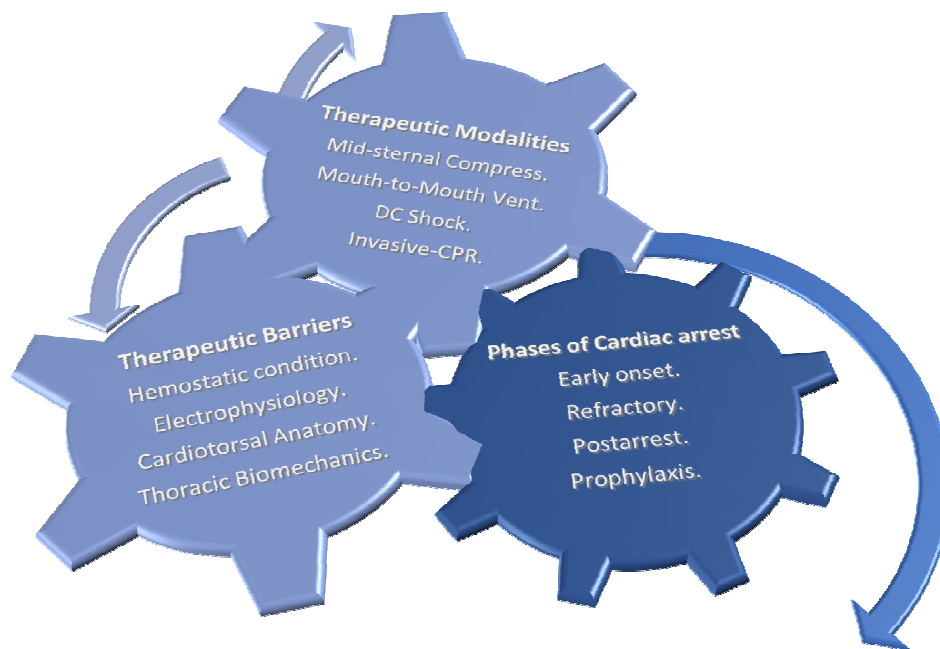 Therapeutic Modalities
Mid-sternal Compress.
Mouth-to-Mouth Vent.
DC Shock.
Invasive-CPR.
Therapeutic Barriers
Hemostatic condition.
Electrophysiology.
Cardiotorsal Anatomy.
Thoracic Biomechanics.
Phases of Cardiac arrest
Early onset.
Refractory.
Postarrest.
Prophylaxis.